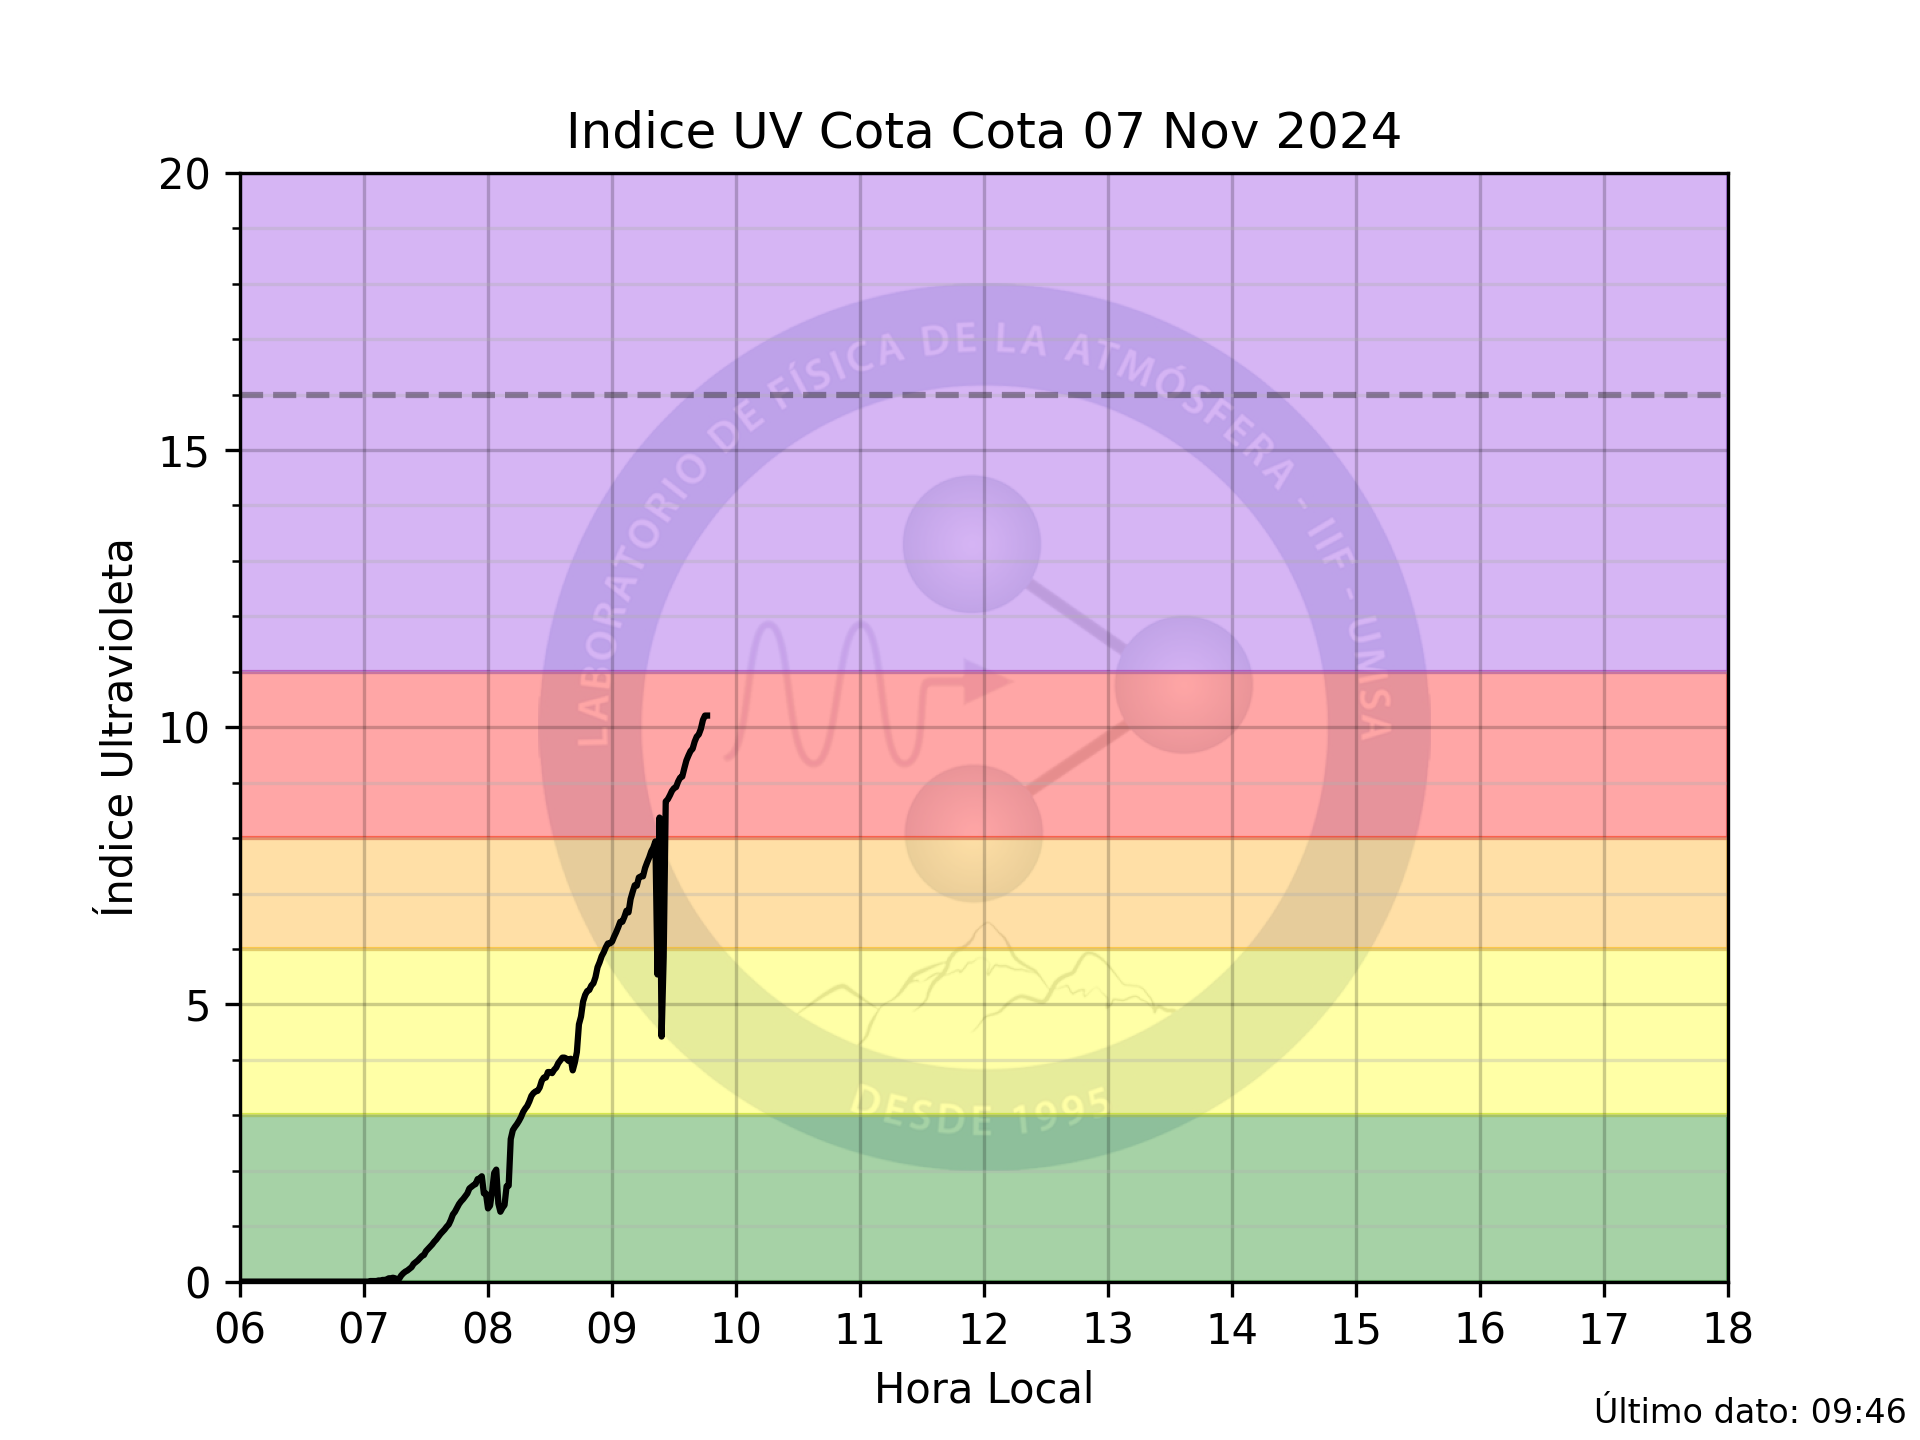 Indice UV Cota Cota 07 Nov 2024
20
15
10
5
0
Índice Ultravioleta
LABORATORIO DE FÍSICA DE LA ATMÓSFERA - IIF - UMSA
DESDE 1995
06 07 08 09 10 11 12 13 14 15 16 17 18
Hora Local
Último dato: 09:46